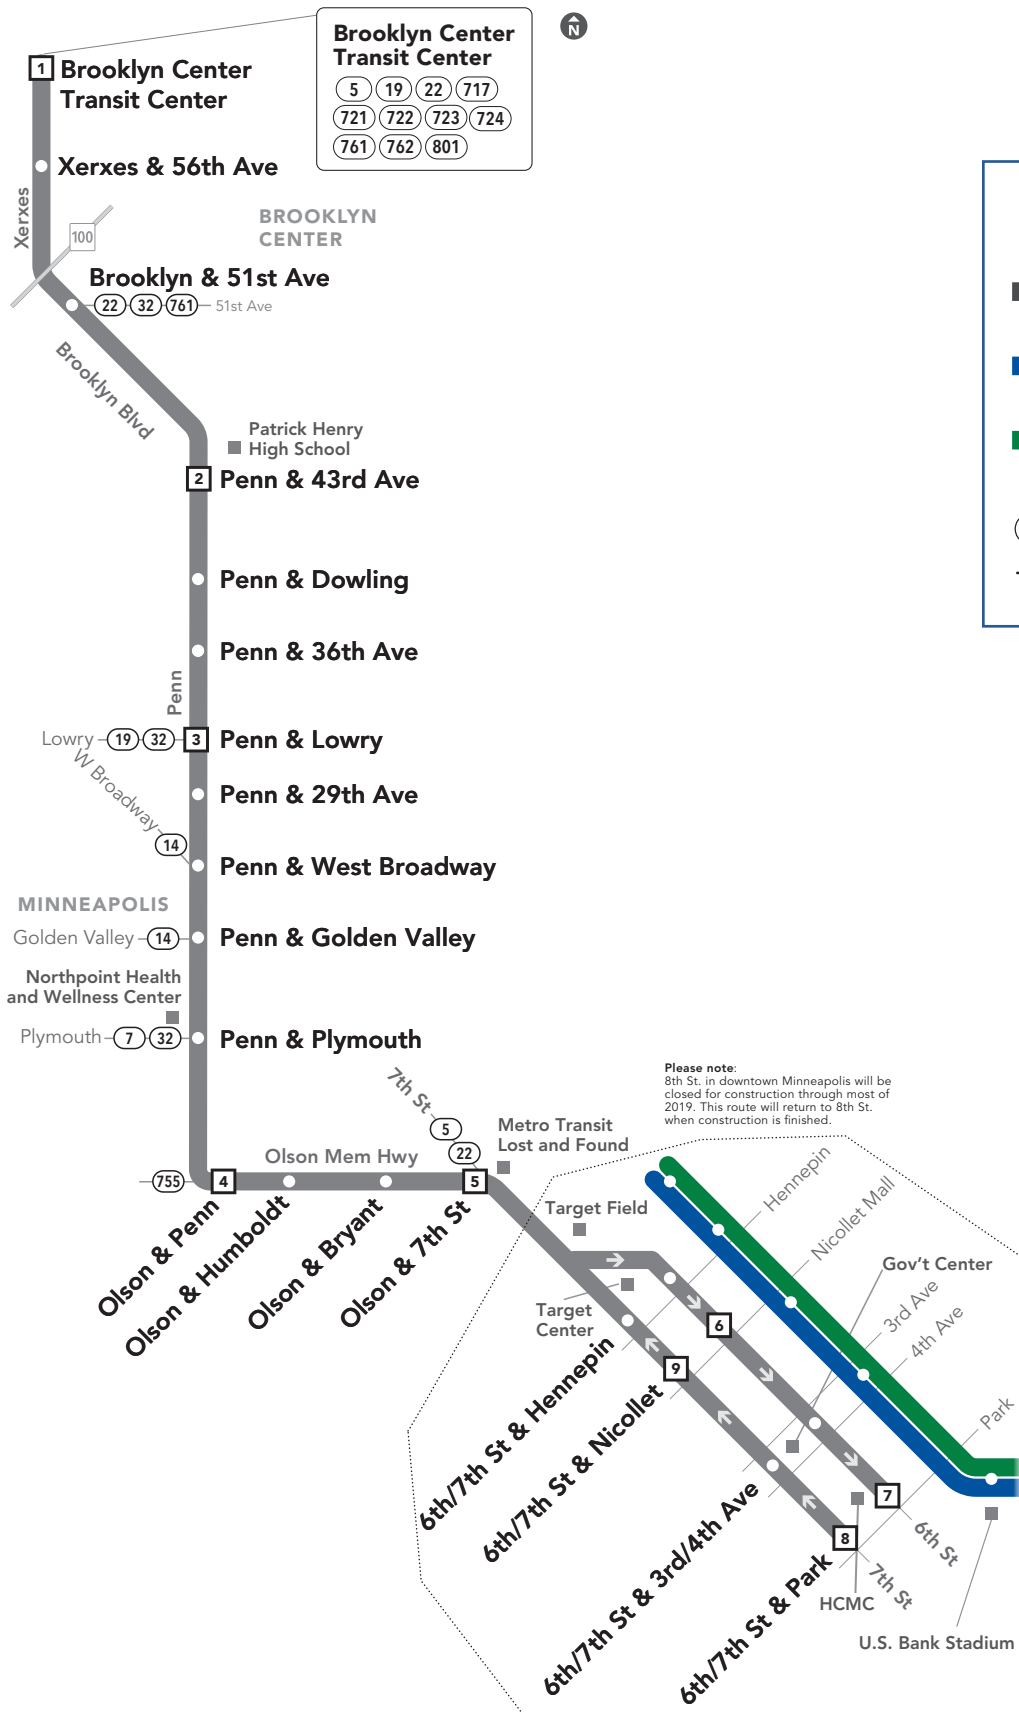 Brooklyn Center
Transit Center
5 19 22 717
721 722 723 724
761 762 801
N
1 Brooklyn Center
Transit Center
Xerxes & 56th Ave
Xerxes
100
BROOKLYN
CENTER
Brooklyn & 51st Ave
22 32 761 51st Ave
Brooklyn Blvd
Patrick Henry
High School
2 Penn & 43rd Ave
Penn & Dowling
Penn & 36th Ave
Penn
Lowry 19 32 3 Penn & Lowry
W Broadway
Penn & 29th Ave
14
Penn & West Broadway
MINNEAPOLIS
Golden Valley 14 Penn & Golden Valley
Northpoint Health
and Wellness Center
Plymouth 7 32 Penn & Plymouth
Please note:
8th St. in downtown Minneapolis will be
closed for construction through most of
2019. This route will return to 8th St.
when construction is finished.
7th St
5
22
Metro Transit
Lost and Found
Olson Mem Hwy
755 4 5
Olson & Penn
Olson & Humboldt
Olson & Bryant
Olson & 7th St
Target Field
Hennepin
Nicollet Mall
Gov't Center
3rd Ave
4th Ave
Park
Target
Center
6
9
6th/7th St & Hennepin
6th/7th St & Nicollet
6th/7th St & 3rd/4th Ave
6th/7th St & Park
7
8
6th St
7th St
HCMC
U.S. Bank Stadium